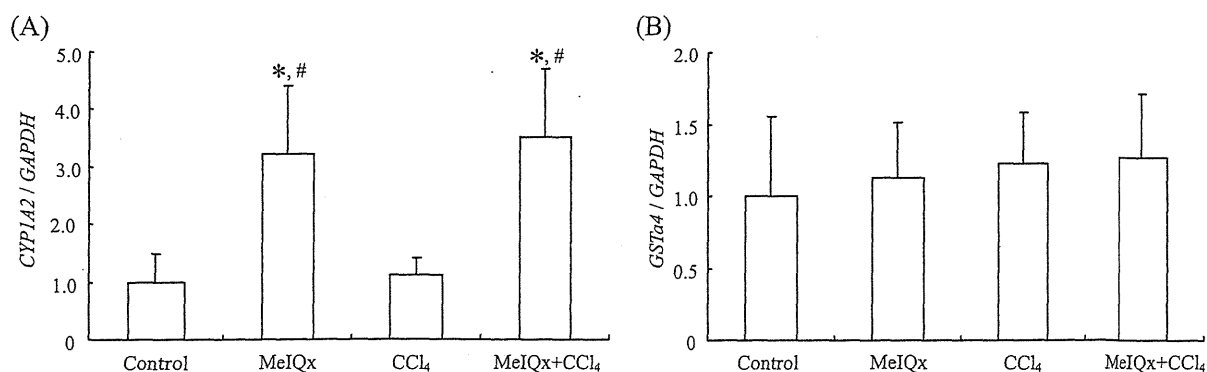 (A)
CYP1A2 / GAPDH
5.0
4.0
3.0
2.0
1.0
0
*, #
*, #
Control
MeIQx
CCl₄
MeIQx+CCl₄
(B)
GSTa4 / GAPDH
2.0
1.5
1.0
0.5
0
Control
MeIQx
CCl₄
MeIQx+CCl₄